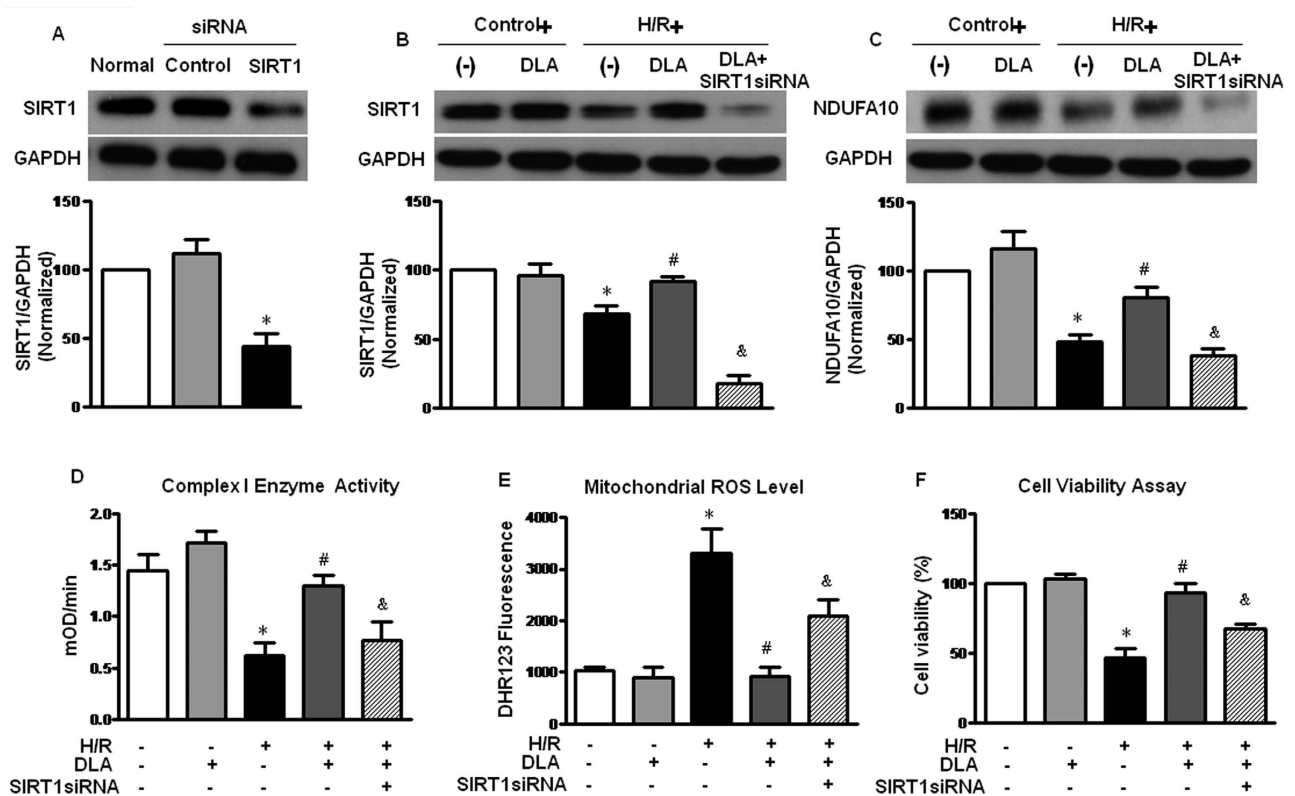 A
siRNA
Normal Control SIRT1
SIRT1
GAPDH
150
100
50
0
SIRT1/GAPDH
(Normalized)
*
B
Control+ H/R+
(-) DLA (-) DLA DLA+
SIRT1siRNA
SIRT1
GAPDH
150
100
50
0
SIRT1/GAPDH
(Normalized)
* # &
C
Control+ H/R+
(-) DLA (-) DLA DLA+
SIRT1siRNA
NDUFA10
GAPDH
150
100
50
0
NDUFA10/GAPDH
(Normalized)
* # &
D
Complex I Enzyme Activity
2.0
1.5
1.0
0.5
0.0
mOD/min
* # &
H/R - - + + +
DLA - + - + +
SIRT1siRNA - - - - +
E
Mitochondrial ROS Level
4000
3000
2000
1000
0
DHR123 Fluorescence
* # &
H/R - - + + +
DLA - + - + +
SIRT1siRNA - - - - +
F
Cell Viability Assay
150
100
50
0
Cell viability (%)
* # &
H/R - - + + +
DLA - + - + +
SIRT1siRNA - - - - +